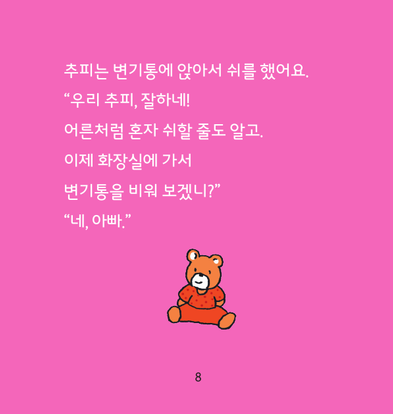 추피는 변기통에 앉아서 쉬를 했어요.
“우리 추피, 잘하네!
어른처럼 혼자 쉬할 줄도 알고.
이제 화장실에 가서
변기통을 비워 보겠니?”
“네, 아빠.”
8